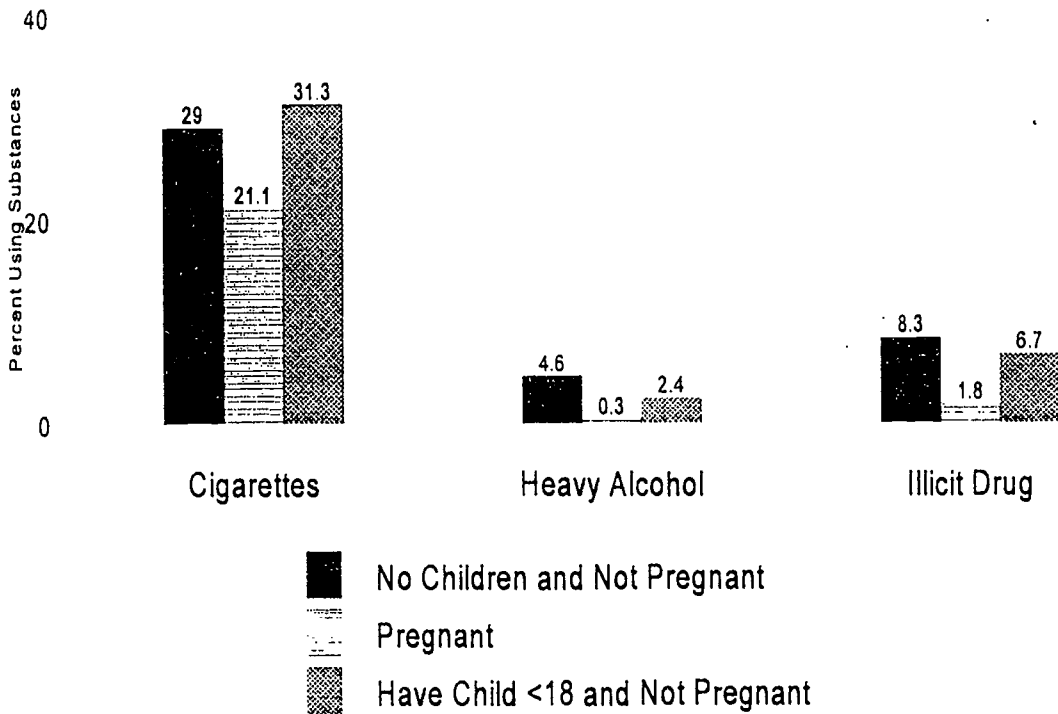 40
Percent Using Substances
20
0
29
21.1
31.3
4.6
0.3
2.4
8.3
1.8
6.7
Cigarettes
Heavy Alcohol
Illicit Drug
No Children and Not Pregnant
Pregnant
Have Child <18 and Not Pregnant